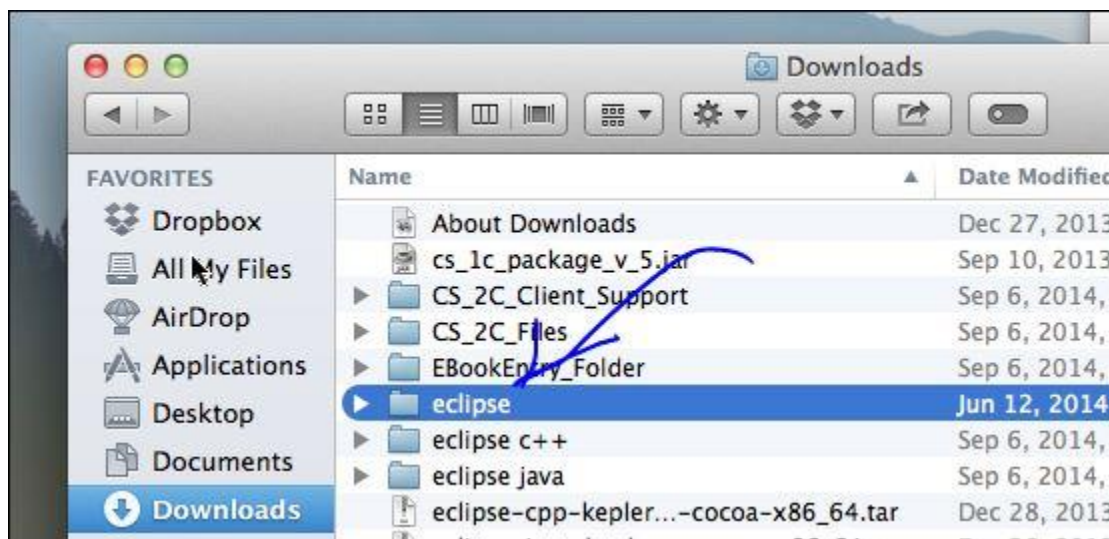 Downloads
FAVORITES
Name
Date Modified
Dropbox
About Downloads
Dec 27, 2013
All My Files
cs_1c_package_v_5.jar
Sep 10, 2013
CS_2C_Client_Support
Sep 6, 2014,
AirDrop
CS_2C_Files
Sep 6, 2014,
Applications
EBookEntry_Folder
Sep 6, 2014,
Desktop
eclipse
Jun 12, 2014
eclipse c++
Sep 6, 2014,
Documents
eclipse java
Sep 6, 2014,
Downloads
eclipse-cpp-kepler...-cocoa-x86_64.tar
Dec 28, 2013